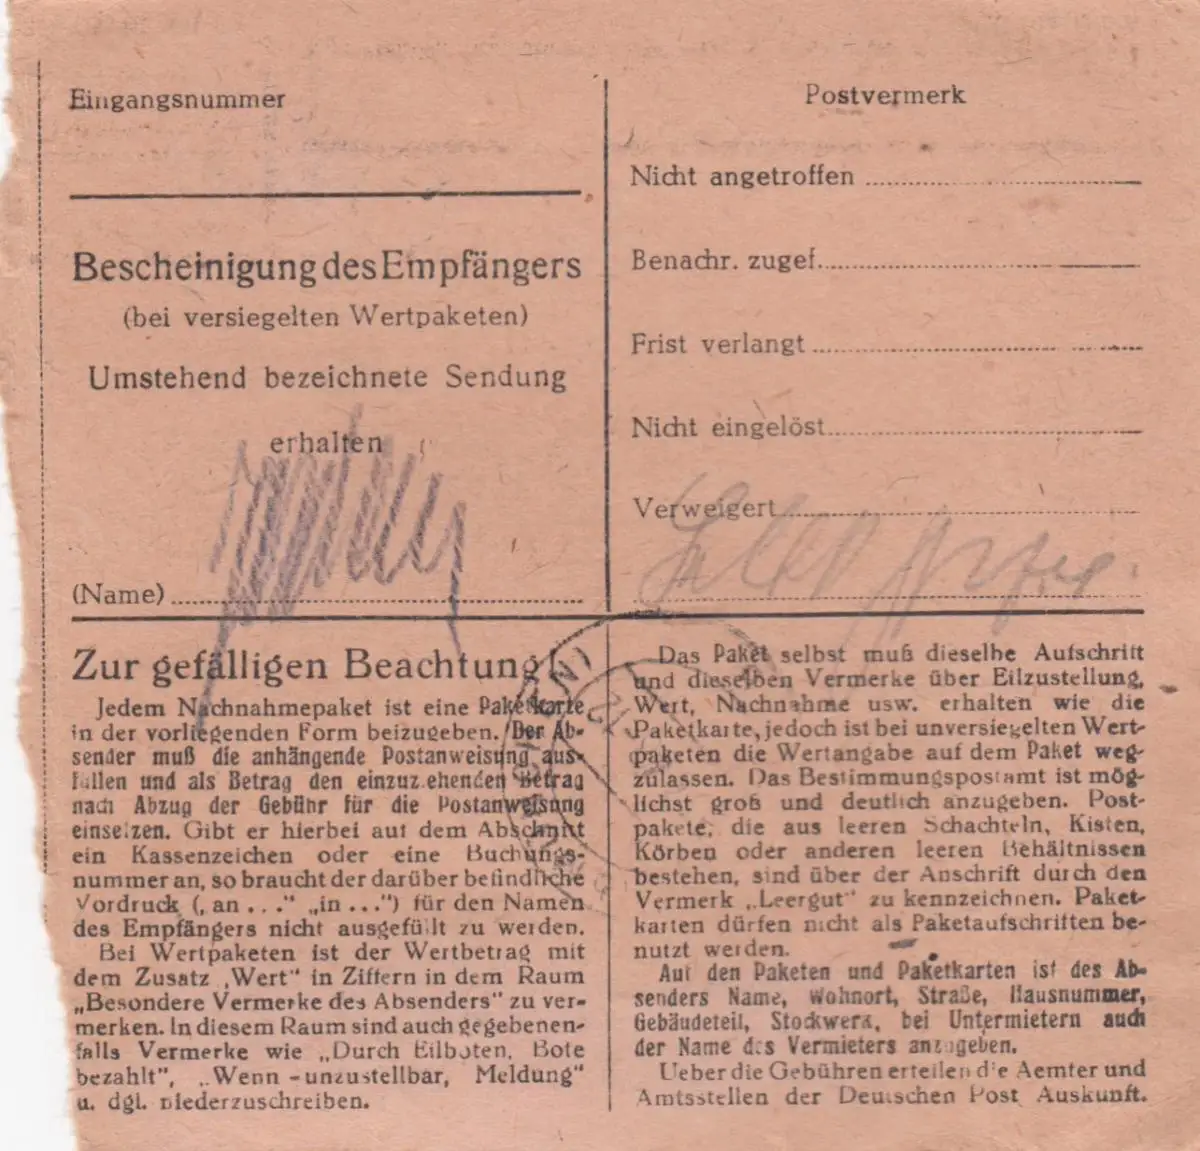 Eingangsnummer
Bescheinigung des Empfängers
(bei versiegelten Wertpaketen)
Umstehend bezeichnete Sendung
erhalten
(Name)
Postvermerk
Nicht angetroffen
Benachr. zugef.
Frist verlangt
Nicht eingelöst
Verweigert
Zur gefälligen Beachtung!
Jedem Nachnahmepaket ist eine Paketkarte
in der vorliegenden Form beizugeben. Der Ab-
sender muß die anhängende Postanweisung aus-
füllen und als Betrag den einzuziehenden Betrag
nach Abzug der Gebühr für die Postanweisung
einsetzen. Gibt er hierbei auf dem Abschnitt
ein Kassenzeichen oder eine Buchungs-
nummer an, so braucht der darüber befindliche
Vordruck („an . . .“ „in . . .“) für den Namen
des Empfängers nicht ausgefüllt zu werden.
Bei Wertpaketen ist der Wertbetrag mit
dem Zusatz „Wert“ in Ziffern in dem Raum
„Besondere Vermerke des Absenders“ zu ver-
merken. In diesem Raum sind auch gegebenen-
falls Vermerke wie „Durch Eilboten, Bote
bezahlt“, „Wenn - unzustellbar, Meldung“
u. dgl. niederzuschreiben.
Das Paket selbst muß dieselbe Aufschrift
und dieselben Vermerke über Eilzustellung,
Wert, Nachnahme usw. erhalten wie die
Paketkarte, jedoch ist bei unversiegelten Wert-
paketen die Wertangabe auf dem Paket weg-
zulassen. Das Bestimmungspostamt ist mög-
lichst groß und deutlich anzugeben. Post-
pakete, die aus leeren Schachteln, Kisten,
Körben oder anderen leeren Behältnissen
bestehen, sind über der Anschrift durch den
Vermerk „Leergut“ zu kennzeichnen. Paket-
karten dürfen nicht als Paketaufschriften be-
nutzt werden.
Auf den Paketen und Paketkarten ist des Ab-
senders Name, Wohnort, Straße, Hausnummer,
Gebäudeteil, Stockwerk, bei Untermietern auch
der Name des Vermieters anzugeben.
Ueber die Gebühren erteilen die Aemter und
Amtsstellen der Deutschen Post Auskunft.